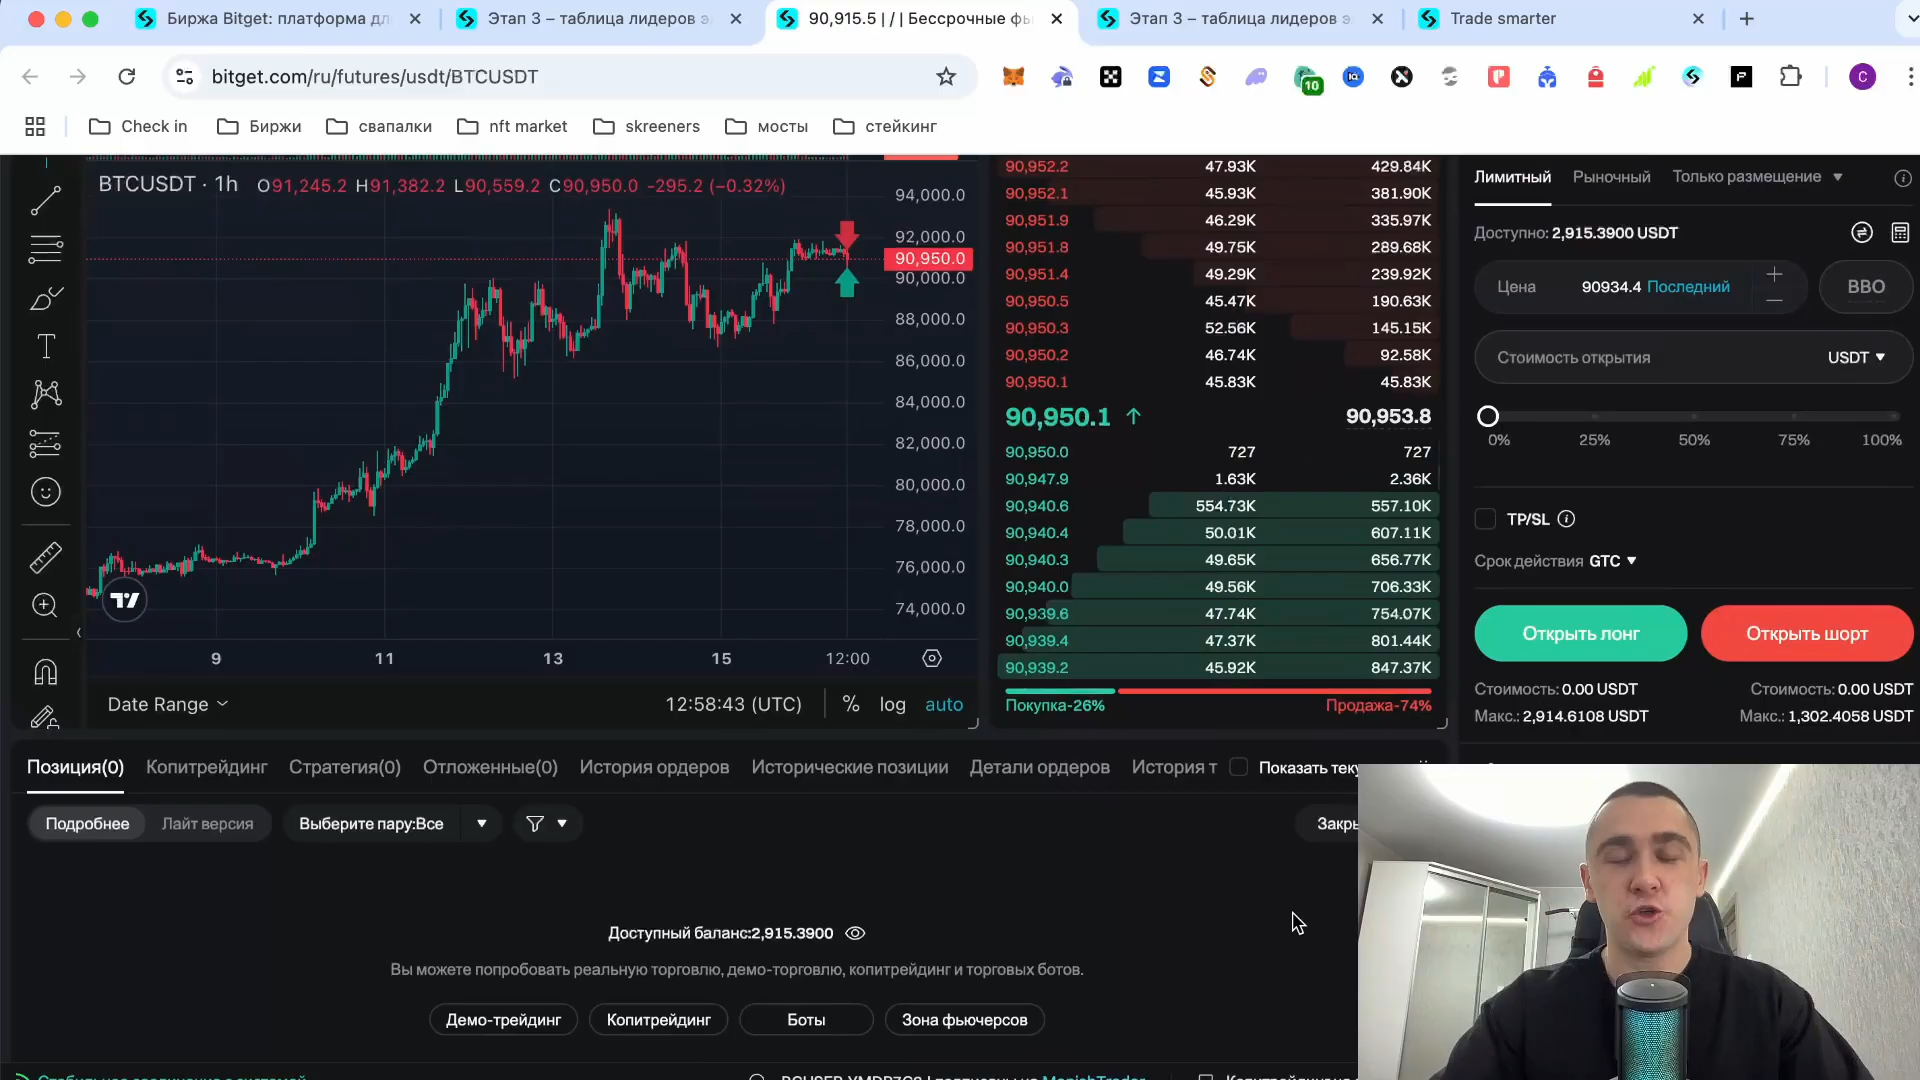 Биржа Bitget: платформа дл
Этап 3 – таблица лидеров э
90,915.5 | / | Бессрочные фь
Этап 3 – таблица лидеров э
Trade smarter
bitget.com/ru/futures/usdt/BTCUSDT
10
C
Check in
Биржи
свапалки
nft market
skreeners
мосты
стейкинг
BTCUSDT · 1h O91,245.2 H91,382.2 L90,559.2 C90,950.0 -295.2 (−0.32%)
94,000.0
92,000.0
90,950.0
90,000.0
88,000.0
86,000.0
84,000.0
82,000.0
80,000.0
78,000.0
76,000.0
74,000.0
9 11 13 15 12:00
Date Range
12:58:43 (UTC) % log auto
90,952.2 47.93K 429.84K
90,952.1 45.93K 381.90K
90,951.9 46.29K 335.97K
90,951.8 49.75K 289.68K
90,951.4 49.29K 239.92K
90,950.5 45.47K 190.63K
90,950.3 52.56K 145.15K
90,950.2 46.74K 92.58K
90,950.1 45.83K 45.83K
90,950.1 ↑ 90,953.8
90,950.0 727 727
90,947.9 1.63K 2.36K
90,940.6 554.73K 557.10K
90,940.4 50.01K 607.11K
90,940.3 49.65K 656.77K
90,940.0 49.56K 706.33K
90,939.6 47.74K 754.07K
90,939.4 47.37K 801.44K
90,939.2 45.92K 847.37K
Покупка-26% Продажа-74%
Лимитный Рыночный Только размещение
Доступно: 2,915.3900 USDT
Цена 90934.4 Последний
BBO
Стоимость открытия USDT
0% 25% 50% 75% 100%
TP/SL
Срок действия GTC
Открыть лонг Открыть шорт
Стоимость: 0.00 USDT Стоимость: 0.00 USDT
Макс.: 2,914.6108 USDT Макс.: 1,302.4058 USDT
Позиция(0) Копитрейдинг Стратегия(0) Отложенные(0) История ордеров Исторические позиции Детали ордеров История т Показать теку
Подробнее Лайт версия Выберите пару:Все Закры
Доступный баланс:2,915.3900
Вы можете попробовать реальную торговлю, демо-торговлю, копитрейдинг и торговых ботов.
Демо-трейдинг Копитрейдинг Боты Зона фьючерсов